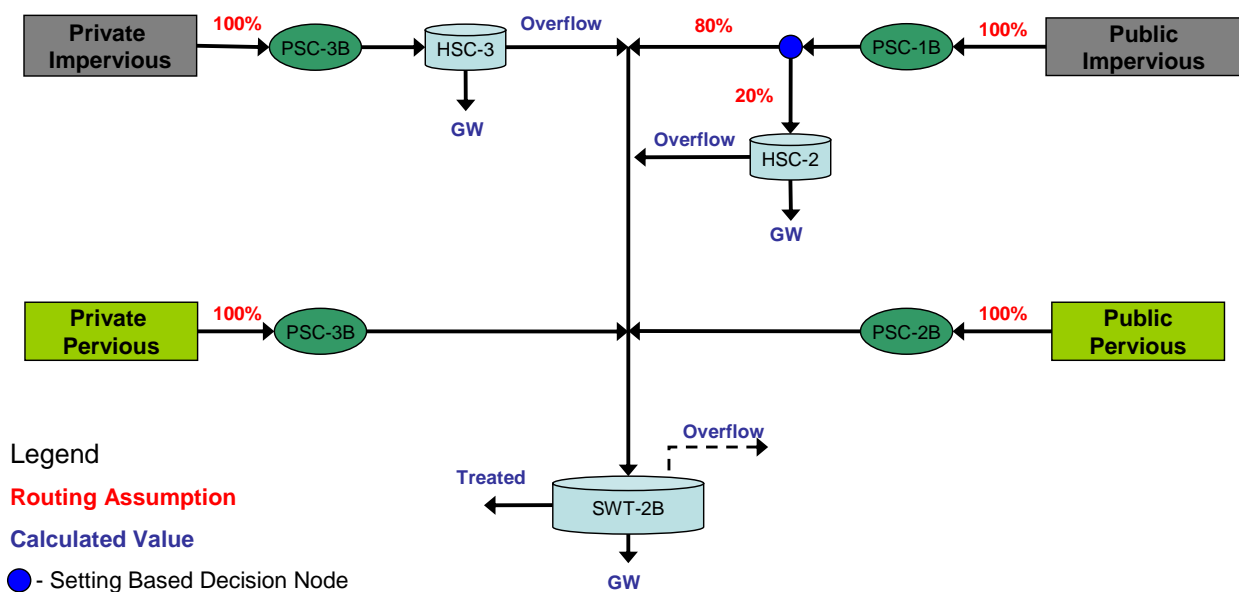 Private
Impervious
100%
PSC-3B
HSC-3
Overflow
80%
PSC-1B
100%
Public
Impervious
GW
20%
Overflow
HSC-2
GW
Private
Pervious
100%
PSC-3B
PSC-2B
100%
Public
Pervious
Overflow
Treated
SWT-2B
GW
Legend
Routing Assumption
Calculated Value
- Setting Based Decision Node